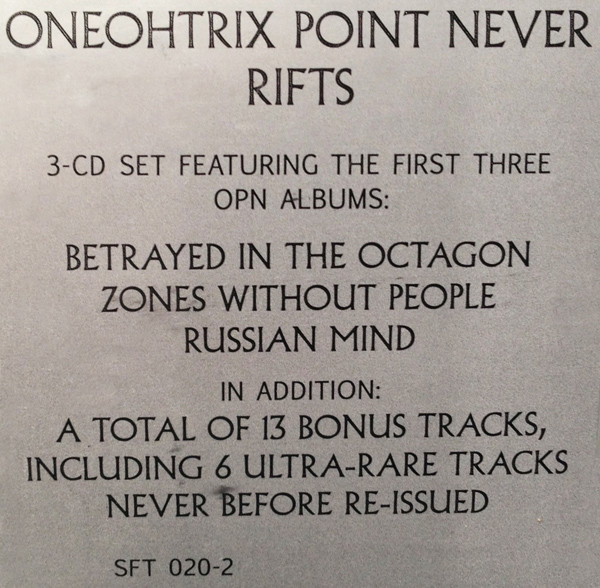 ONEOHTRIX POINT NEVER
RIFTS
3-CD SET FEATURING THE FIRST THREE
OPN ALBUMS:
BETRAYED IN THE OCTAGON
ZONES WITHOUT PEOPLE
RUSSIAN MIND
IN ADDITION:
A TOTAL OF 13 BONUS TRACKS,
INCLUDING 6 ULTRA-RARE TRACKS
NEVER BEFORE RE-ISSUED
SFT 020-2